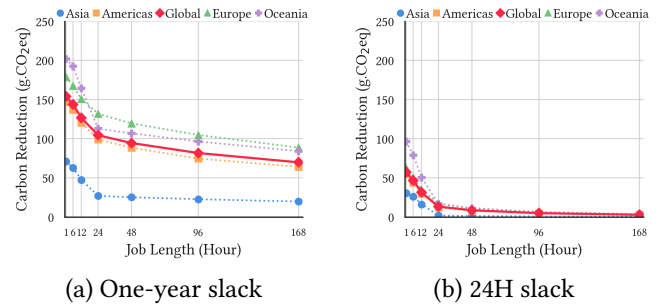 Asia Americas Global Europe Oceania
Carbon Reduction (g.CO2eq)
250
200
150
100
50
0
1 6 12 24 48 96 168
Job Length (Hour)
(a) One-year slack
Asia Americas Global Europe Oceania
Carbon Reduction (g.CO2eq)
250
200
150
100
50
0
1 6 12 24 48 96 168
Job Length (Hour)
(b) 24H slack